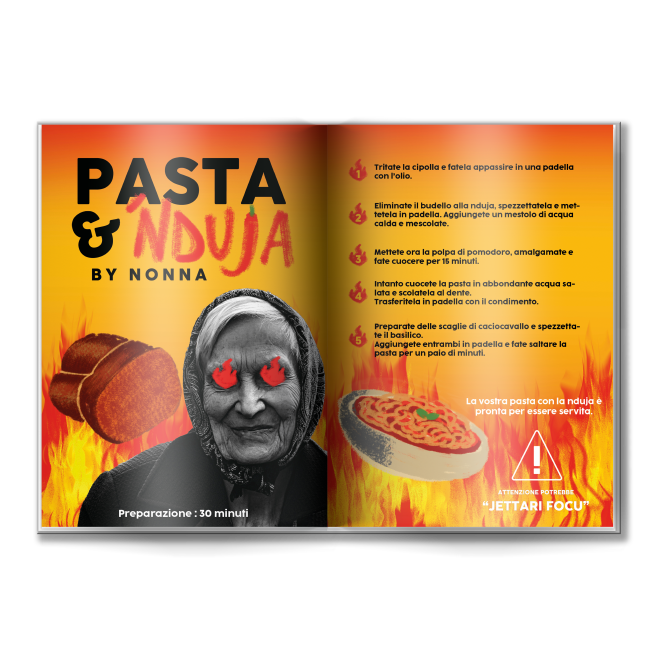 PASTA
& 'NDUJA
BY NONNA
Preparazione : 30 minuti
1 Tritate la cipolla e fatela appassire in una padella
con l'olio.
2 Eliminate il budello alla nduja, spezzettatela e met-
tetela in padella. Aggiungete un mestolo di acqua
calda e mescolate.
3 Mettete ora la polpa di pomodoro, amalgamate e
fate cuocere per 15 minuti.
4 Intanto cuocete la pasta in abbondante acqua sa-
lata e scolatela al dente.
Trasferitela in padella con il condimento.
5 Preparate delle scaglie di caciocavallo e spezzetta-
te il basilico.
Aggiungete entrambi in padella e fate saltare la
pasta per un paio di minuti.
La vostra pasta con la nduja è
pronta per essere servita.
!
ATTENZIONE POTREBBE
"JETTARI FOCU"